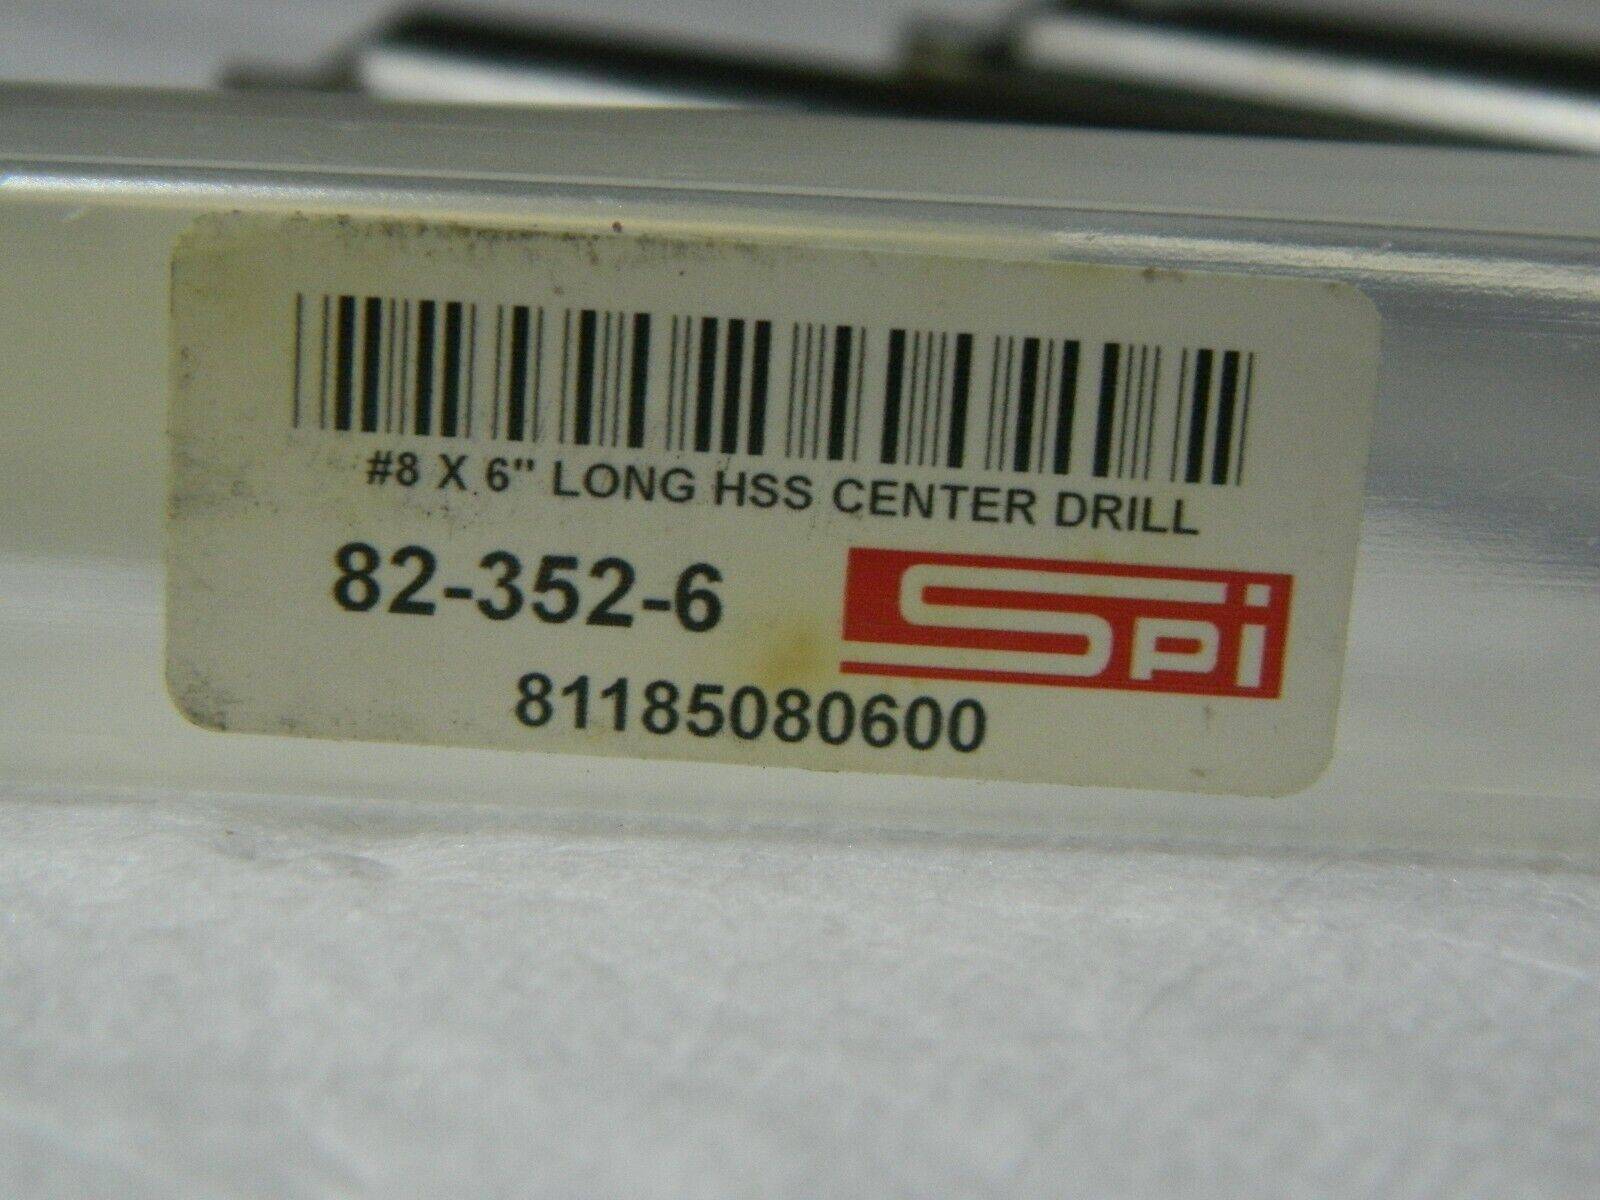 #8 X 6" LONG HSS CENTER DRILL
82-352-6
SPI
81185080600